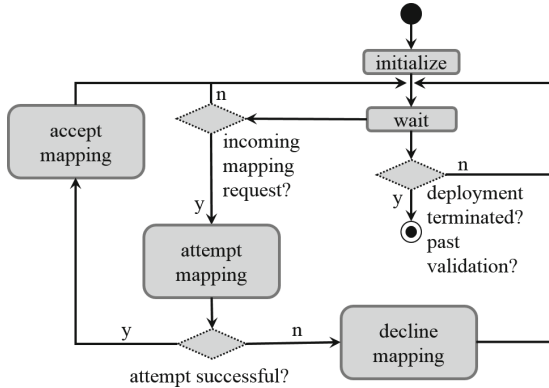 initialize
n
accept
mapping
wait
incoming
mapping
request?
n
y
deployment
terminated?
past
validation?
y
attempt
mapping
y
n
decline
mapping
attempt successful?